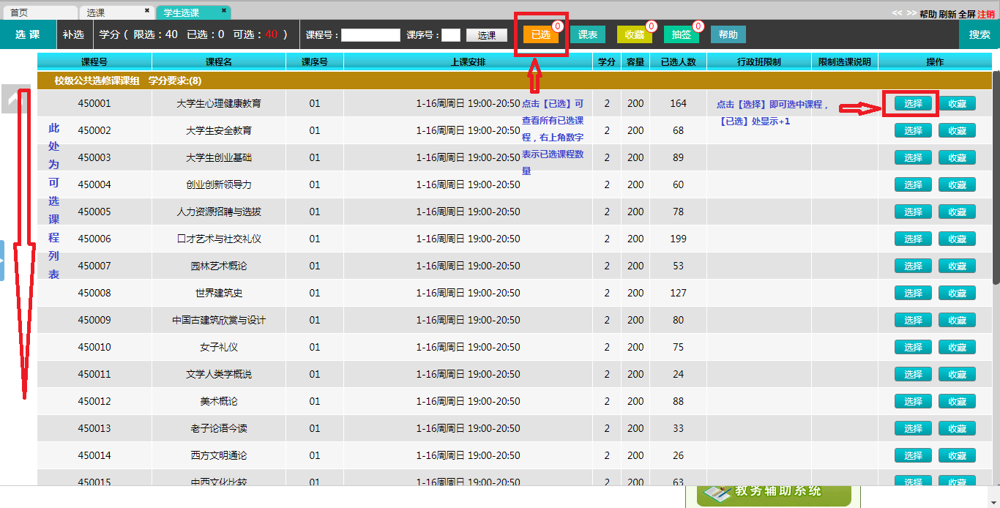 首页 选课 学生选课
<< >> 帮助 刷新 全屏 注销
选 课 补选 学分（ 限选：40 已选：0 可选：40 ） 课程号： 课序号： 选课 已选 0 课表 收藏 0 抽签 0 帮助 搜索
课程号 课程名 课序号 上课安排 学分 容量 已选人数 行政班限制 限制选课说明 操作
校级公共选修课课组 学分要求:(8)
450001 大学生心理健康教育 01 1-16周周日 19:00-20:50 2 200 164 选择 收藏
450002 大学生安全教育 01 1-16周周日 19:00-20:50 2 200 68 选择 收藏
450003 大学生创业基础 01 1-16周周日 19:00-20:50 2 200 89 选择 收藏
450004 创业创新领导力 01 1-16周周日 19:00-20:50 2 200 60 选择 收藏
450005 人力资源招聘与选拔 01 1-16周周日 19:00-20:50 2 200 78 选择 收藏
450006 口才艺术与社交礼仪 01 1-16周周日 19:00-20:50 2 200 199 选择 收藏
450007 园林艺术概论 01 1-16周周日 19:00-20:50 2 200 53 选择 收藏
450008 世界建筑史 01 1-16周周日 19:00-20:50 2 200 127 选择 收藏
450009 中国古建筑欣赏与设计 01 1-16周周日 19:00-20:50 2 200 80 选择 收藏
450010 女子礼仪 01 1-16周周日 19:00-20:50 2 200 75 选择 收藏
450011 文学人类学概说 01 1-16周周日 19:00-20:50 2 200 24 选择 收藏
450012 美术概论 01 1-16周周日 19:00-20:50 2 200 88 选择 收藏
450013 老子论语今读 01 1-16周周日 19:00-20:50 2 200 33 选择 收藏
450014 西方文明通论 01 1-16周周日 19:00-20:50 2 200 26 选择 收藏
450015 中西文化比较 01 1-16周周日 19:00-20:50 2 200 63 选择 收藏
此处为可选课程列表
点击【已选】可
查看所有已选课
程，右上角数字
表示已选课程数
量
点击【选择】即可选中课程，
【已选】处显示+1
教务辅助系统